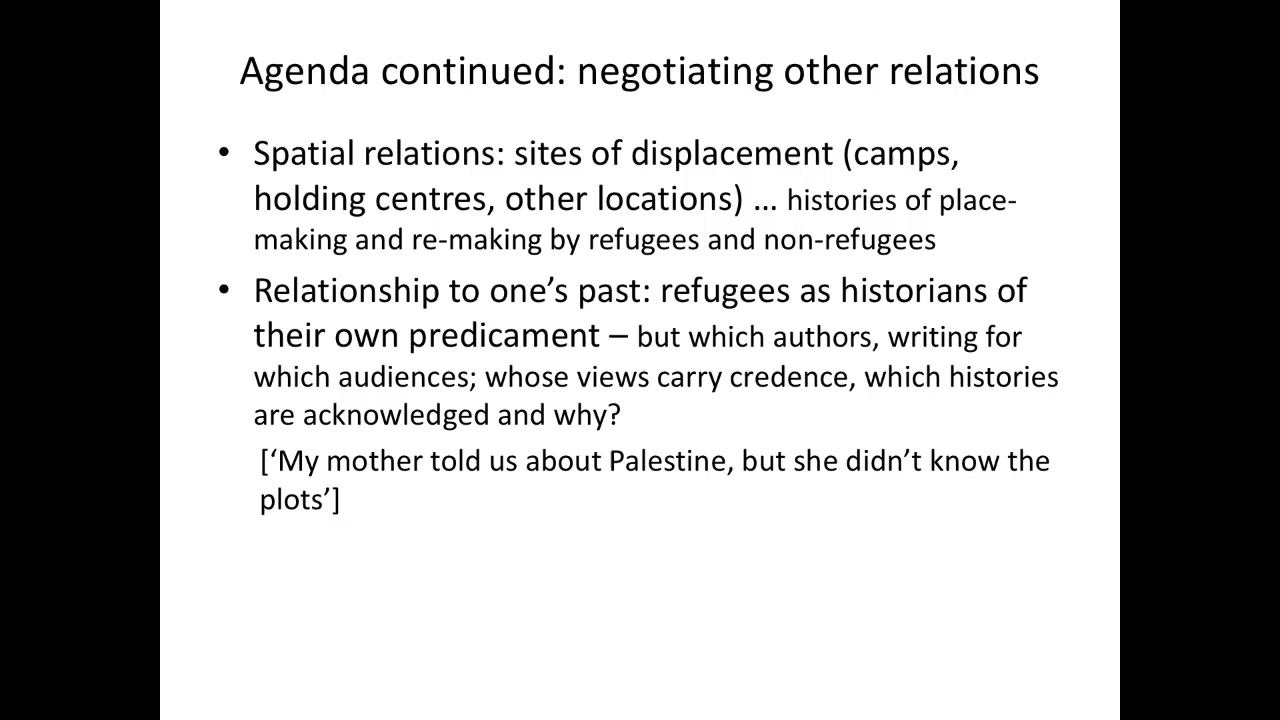 Agenda continued: negotiating other relations
• Spatial relations: sites of displacement (camps,
holding centres, other locations) … histories of place-
making and re-making by refugees and non-refugees
• Relationship to one’s past: refugees as historians of
their own predicament – but which authors, writing for
which audiences; whose views carry credence, which histories
are acknowledged and why?
[‘My mother told us about Palestine, but she didn’t know the
plots’]